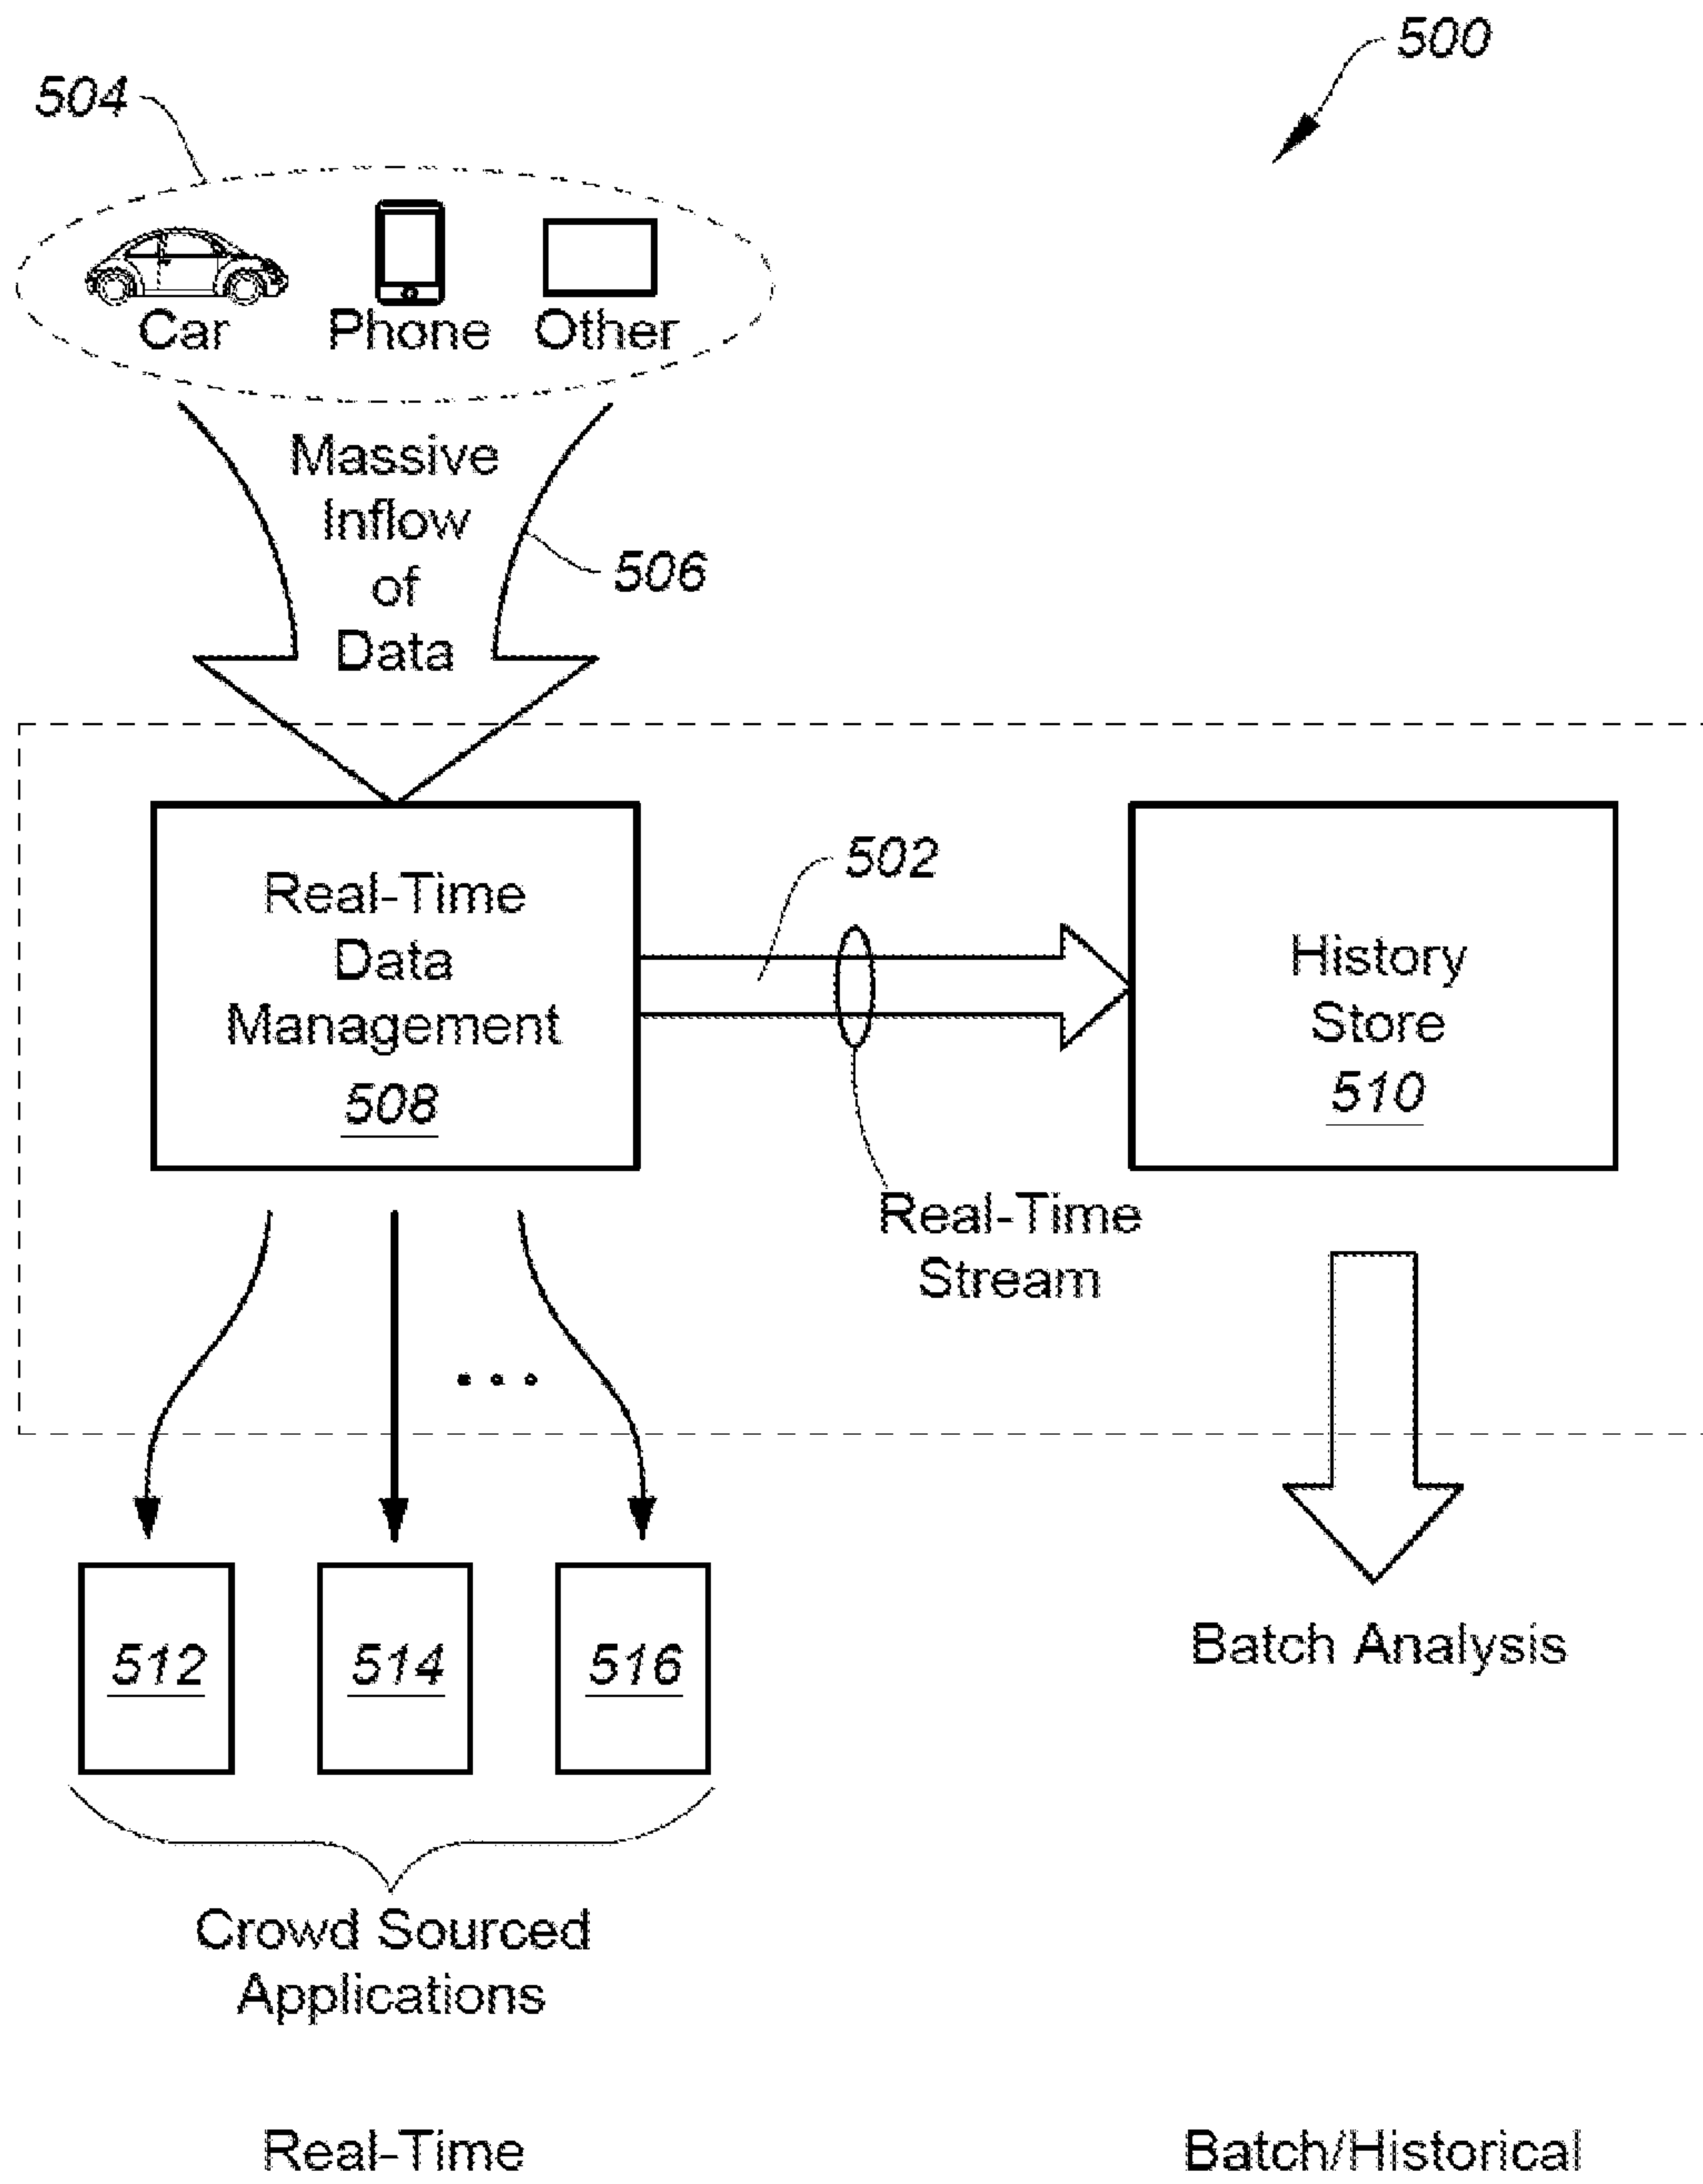 500
504
Car Phone Other
Massive
Inflow
of
Data
506
Real-Time
Data
Management
508
502
History
Store
510
Real-Time
Stream
...
512 514 516
Batch Analysis
Crowd Sourced
Applications
Real-Time Batch/Historical